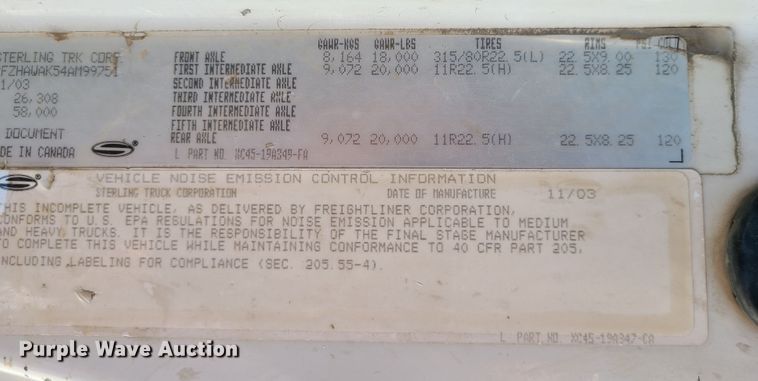 GAWR-KGS GAWR-LBS TIRES RIMS PSI COLD
STERLING TRK CORP. FRONT AXLE 8,164 18,000 315/80R22.5(L) 22.5X9.00 130
FZHAWAK54AM99751 FIRST INTERMEDIATE AXLE 9,072 20,000 11R22.5(H) 22.5X8.25 120
1/03 SECOND INTERMEDIATE AXLE
26,308 THIRD INTERMEDIATE AXLE
58,000 FOURTH INTERMEDIATE AXLE
FIFTH INTERMEDIATE AXLE
DOCUMENT REAR AXLE 9,072 20,000 11R22.5(H) 22.5X8.25 120
DE IN CANADA L PART NO. XC45-19A349-FA
VEHICLE NOISE EMISSION CONTROL INFORMATION
STERLING TRUCK CORPORATION DATE OF MANUFACTURE 11/03
THIS INCOMPLETE VEHICLE, AS DELIVERED BY FREIGHTLINER CORPORATION,
CONFORMS TO U.S. EPA REGULATIONS FOR NOISE EMISSION APPLICABLE TO MEDIUM
AND HEAVY TRUCKS. IT IS THE RESPONSIBILITY OF THE FINAL STAGE MANUFACTURER
TO COMPLETE THIS VEHICLE WHILE MAINTAINING CONFORMANCE TO 40 CFR PART 205,
INCLUDING LABELING FOR COMPLIANCE (SEC. 205.55-4).
L PART NO. XC45-19A347-CA
Purple Wave Auction